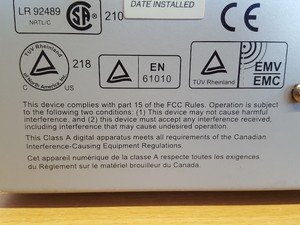 DATE INSTALLED
LR 92489
NRTL/C
SA
210
CE
TÜV Rheinland
of North America, Inc.
C US
218
EN
61010
TÜV Rheinland
EMV
EMC
This device complies with part 15 of the FCC Rules. Operation is subject
to the following two conditions: (1) This device may not cause harmful
interference, and (2) this device must accept any interference received,
including interference that may cause undesired operation.
This Class A digital apparatus meets all requirements of the Canadian
Interference-Causing Equipment Regulations.
Cet appareil numérique de la classe A respecte toutes les exigences
du Règlement sur le matériel brouilleur du Canada.